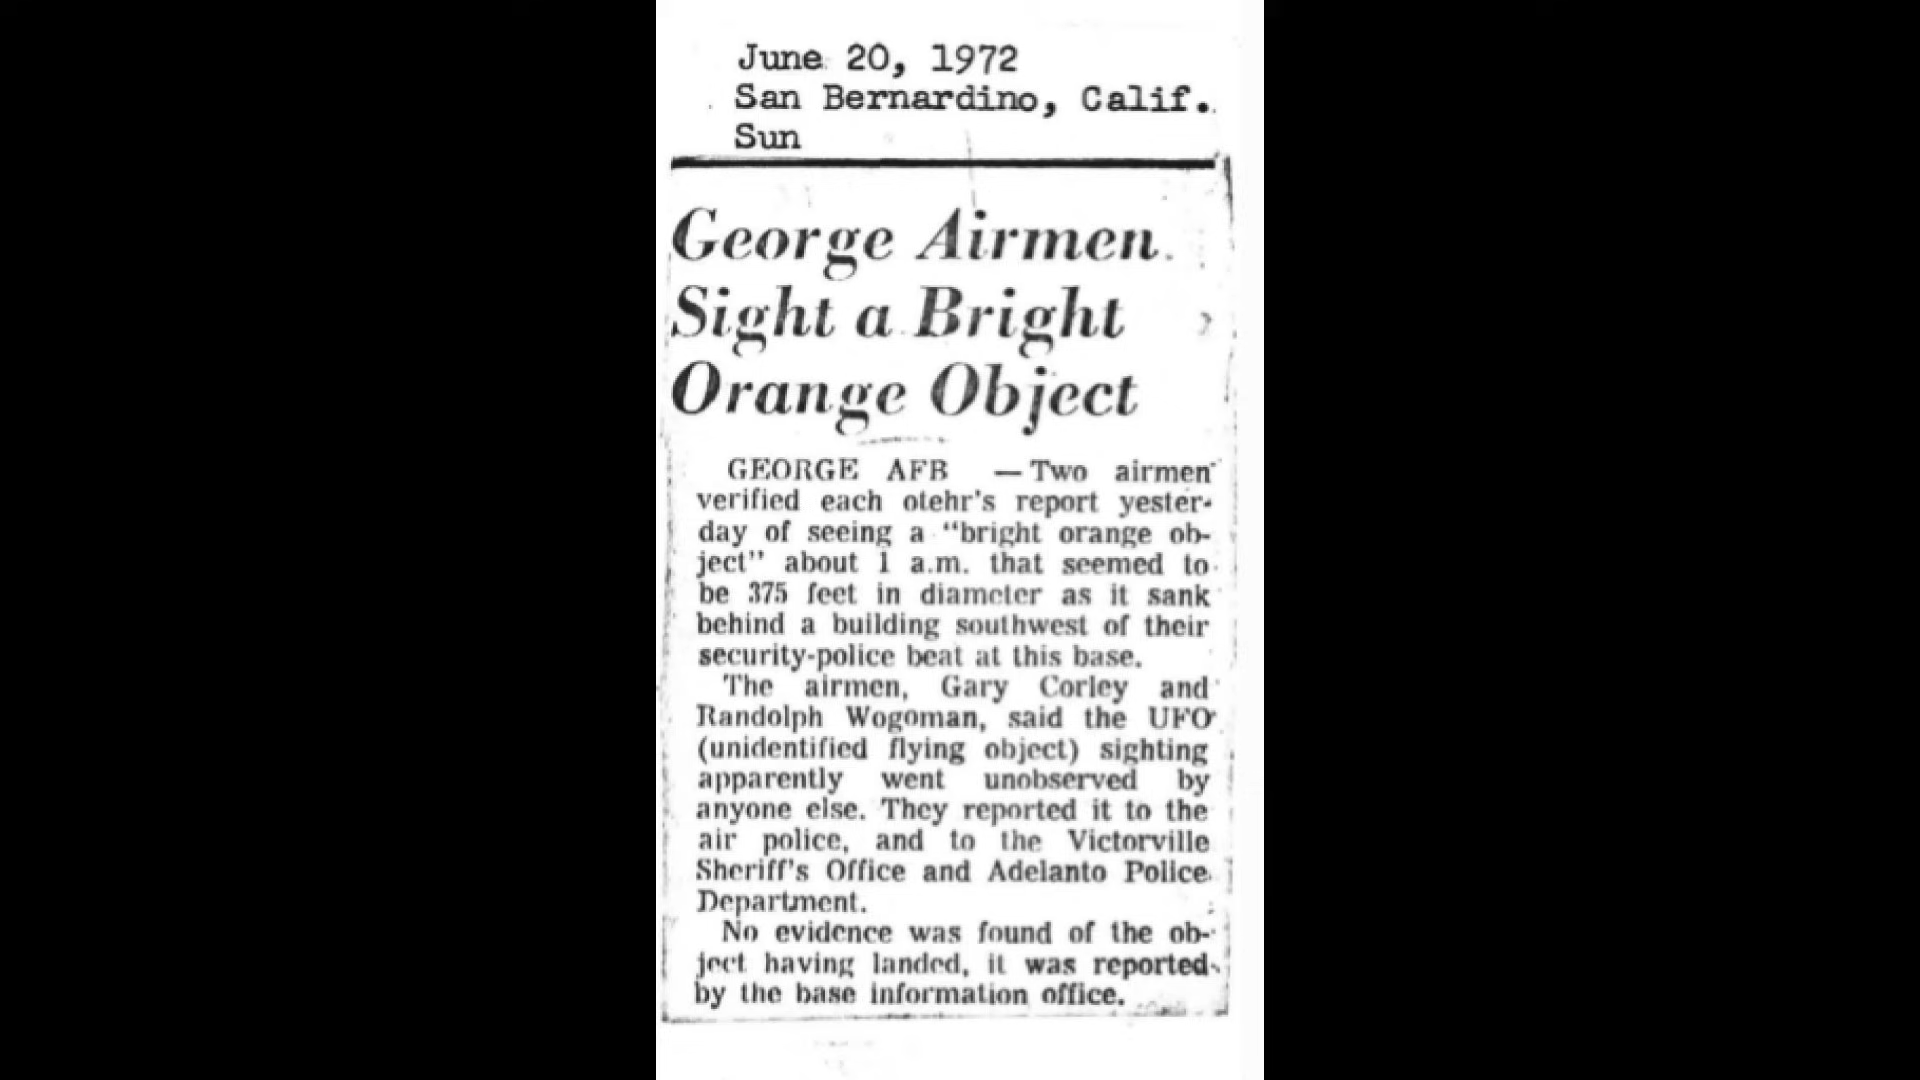 June 20, 1972
San Bernardino, Calif.
Sun
George Airmen
Sight a Bright
Orange Object
GEORGE AFB — Two airmen
verified each otehr's report yester-
day of seeing a "bright orange ob-
ject" about 1 a.m. that seemed to
be 375 feet in diameter as it sank
behind a building southwest of their
security-police beat at this base.
The airmen, Gary Corley and
Randolph Wogoman, said the UFO
(unidentified flying object) sighting
apparently went unobserved by
anyone else. They reported it to the
air police, and to the Victorville
Sheriff's Office and Adelanto Police
Department.
No evidence was found of the ob-
ject having landed, it was reported
by the base information office.